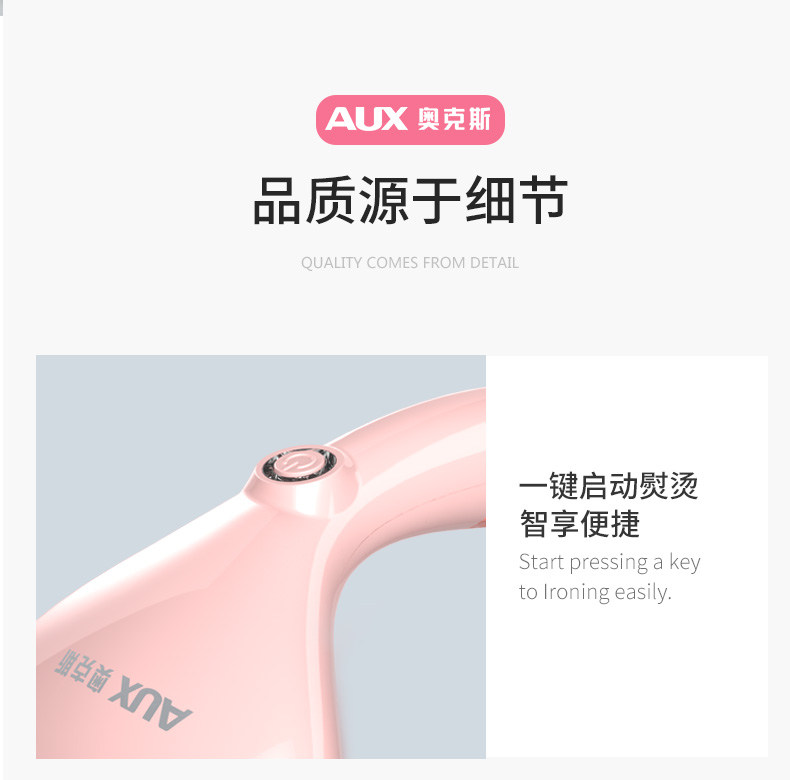 AUX 奥克斯
品质源于细节
QUALITY COMES FROM DETAIL
一键启动熨烫
智享便捷
Start pressing a key
to Ironing easily.
AUX 奥克斯